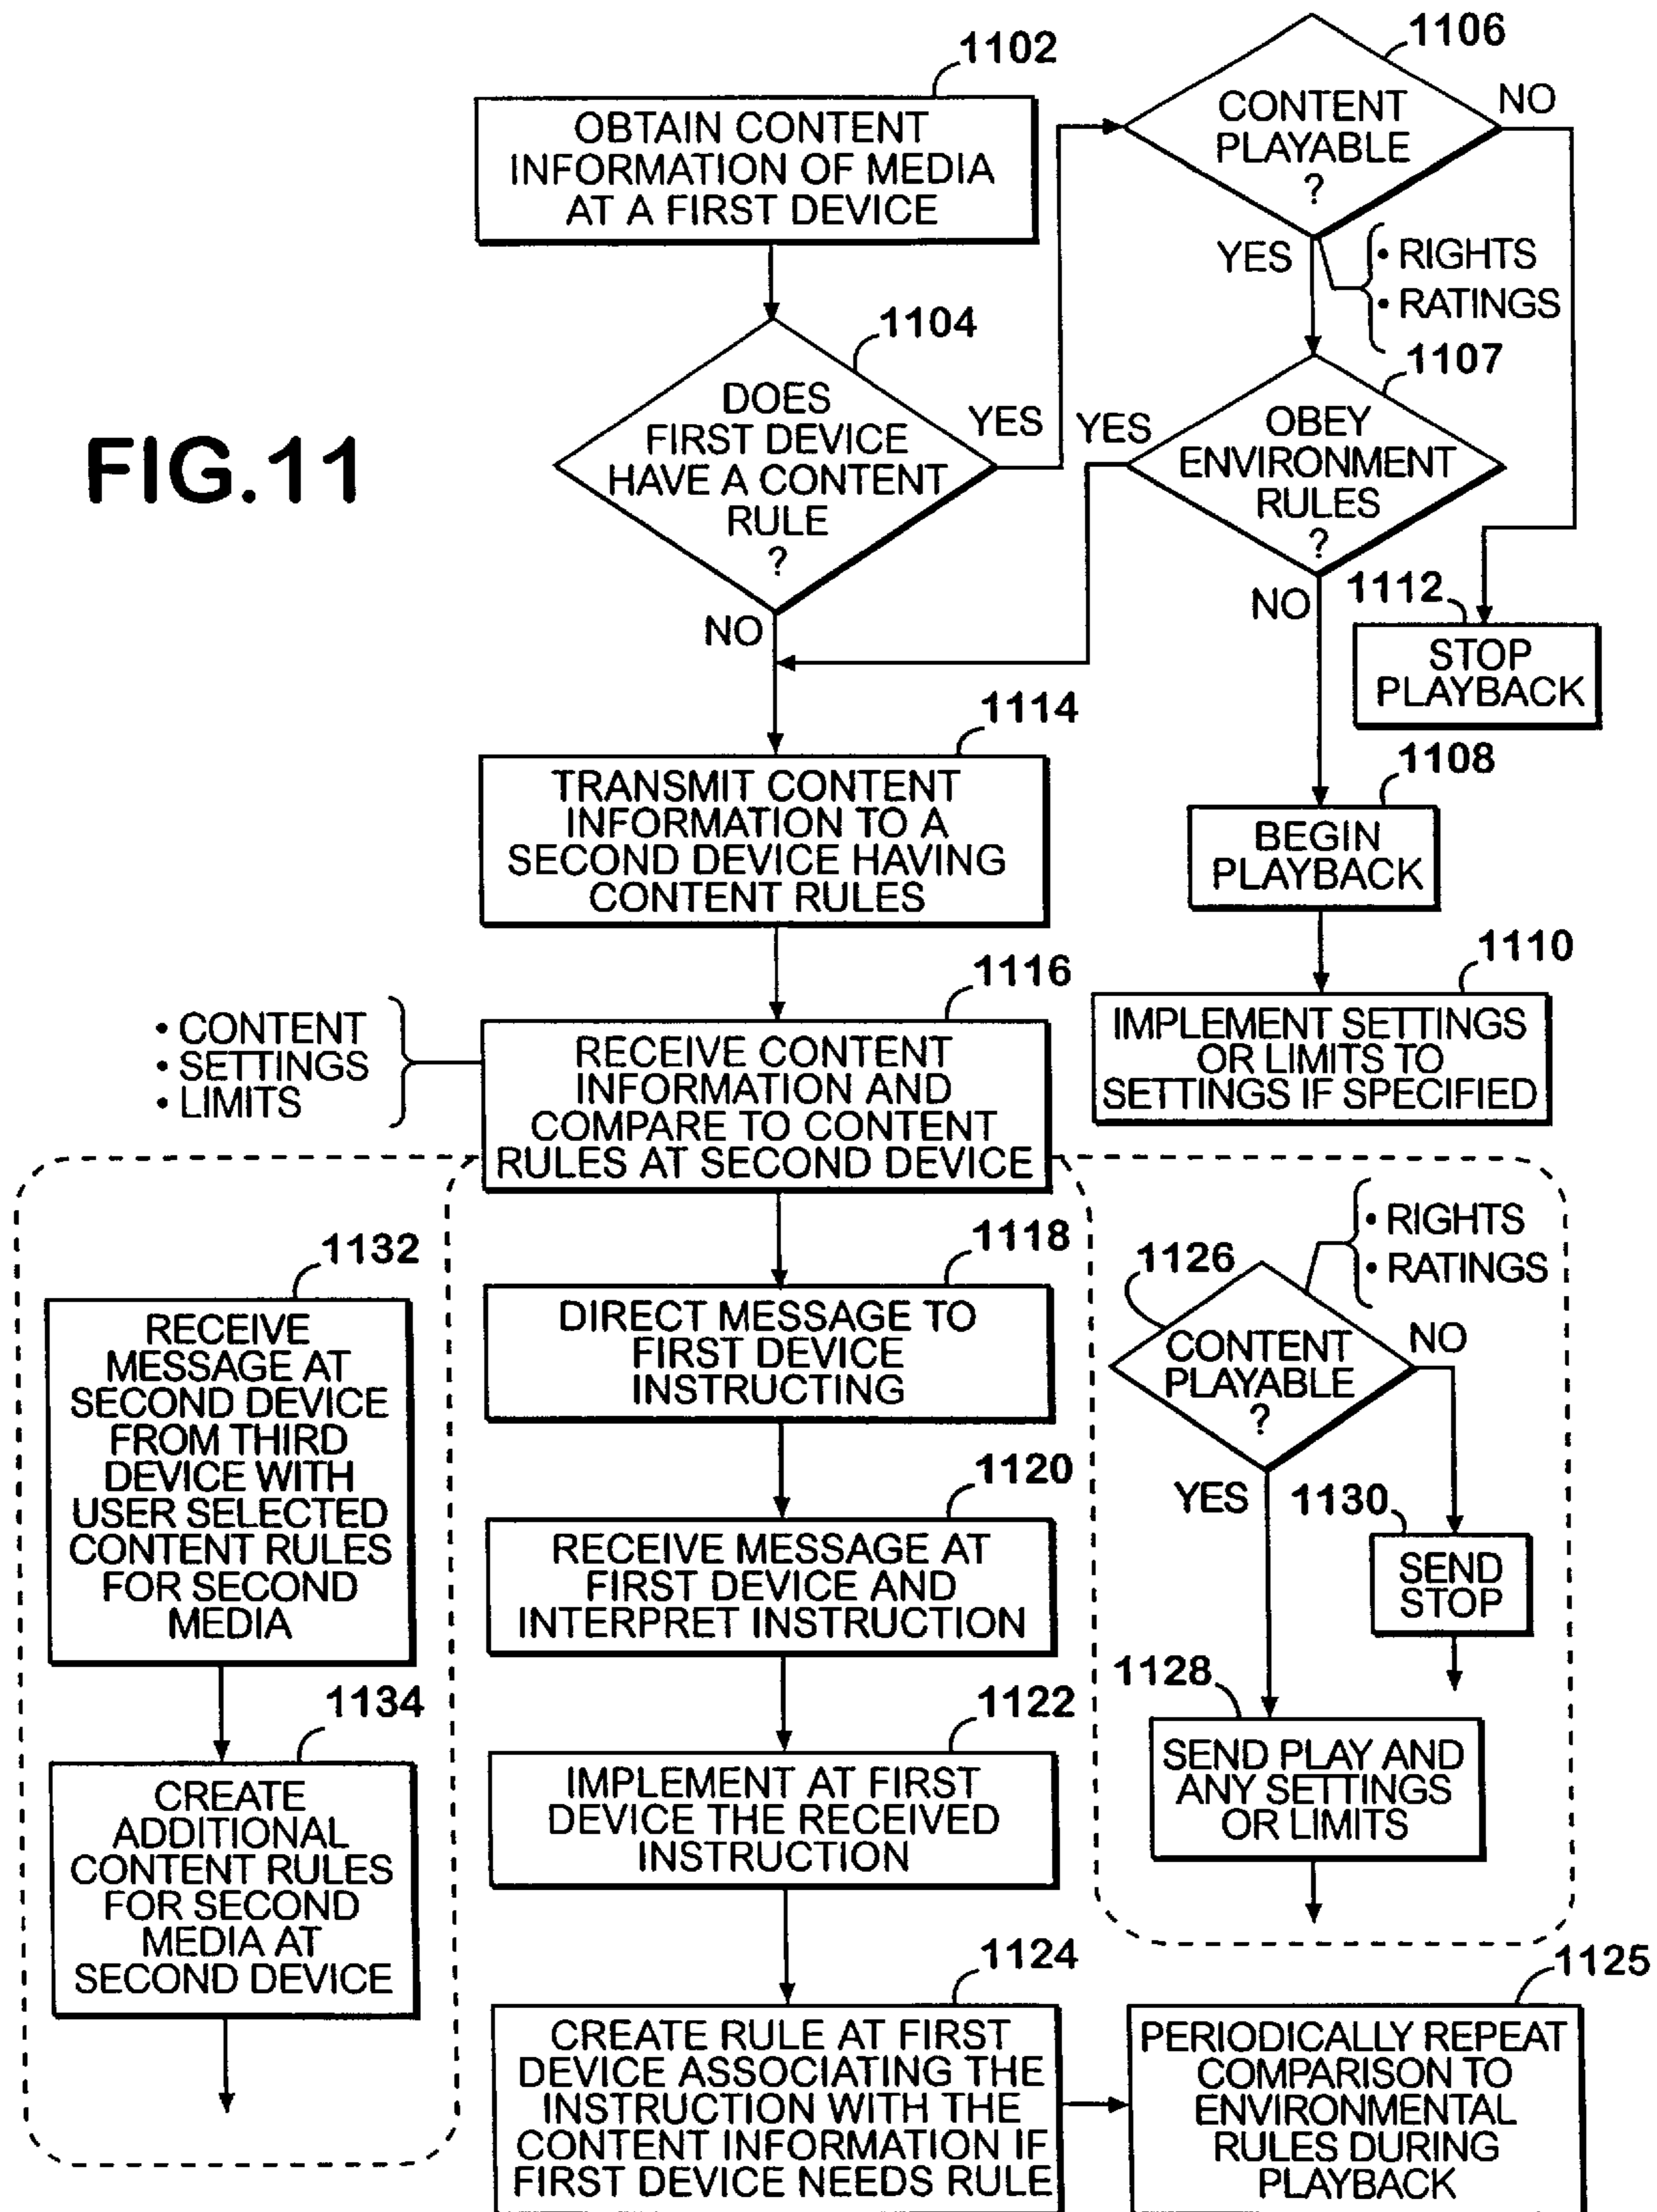 FIG.11
1102
OBTAIN CONTENT
INFORMATION OF MEDIA
AT A FIRST DEVICE
1104
DOES
FIRST DEVICE
HAVE A CONTENT
RULE
?
YES
NO
1106
CONTENT
PLAYABLE
?
NO
YES
• RIGHTS
• RATINGS
1107
OBEY
ENVIRONMENT
RULES
?
YES
NO
1112
STOP
PLAYBACK
1108
BEGIN
PLAYBACK
1110
IMPLEMENT SETTINGS
OR LIMITS TO
SETTINGS IF SPECIFIED
1114
TRANSMIT CONTENT
INFORMATION TO A
SECOND DEVICE HAVING
CONTENT RULES
1116
• CONTENT
• SETTINGS
• LIMITS
RECEIVE CONTENT
INFORMATION AND
COMPARE TO CONTENT
RULES AT SECOND DEVICE
1118
DIRECT MESSAGE TO
FIRST DEVICE
INSTRUCTING
1120
RECEIVE MESSAGE AT
FIRST DEVICE AND
INTERPRET INSTRUCTION
1122
IMPLEMENT AT FIRST
DEVICE THE RECEIVED
INSTRUCTION
1124
CREATE RULE AT FIRST
DEVICE ASSOCIATING THE
INSTRUCTION WITH THE
CONTENT INFORMATION IF
FIRST DEVICE NEEDS RULE
1125
PERIODICALLY REPEAT
COMPARISON TO
ENVIRONMENTAL
RULES DURING
PLAYBACK
1126
• RIGHTS
• RATINGS
CONTENT
PLAYABLE
?
NO
YES
1130
SEND
STOP
1128
SEND PLAY AND
ANY SETTINGS
OR LIMITS
1132
RECEIVE
MESSAGE AT
SECOND DEVICE
FROM THIRD
DEVICE WITH
USER SELECTED
CONTENT RULES
FOR SECOND
MEDIA
1134
CREATE
ADDITIONAL
CONTENT RULES
FOR SECOND
MEDIA AT
SECOND DEVICE